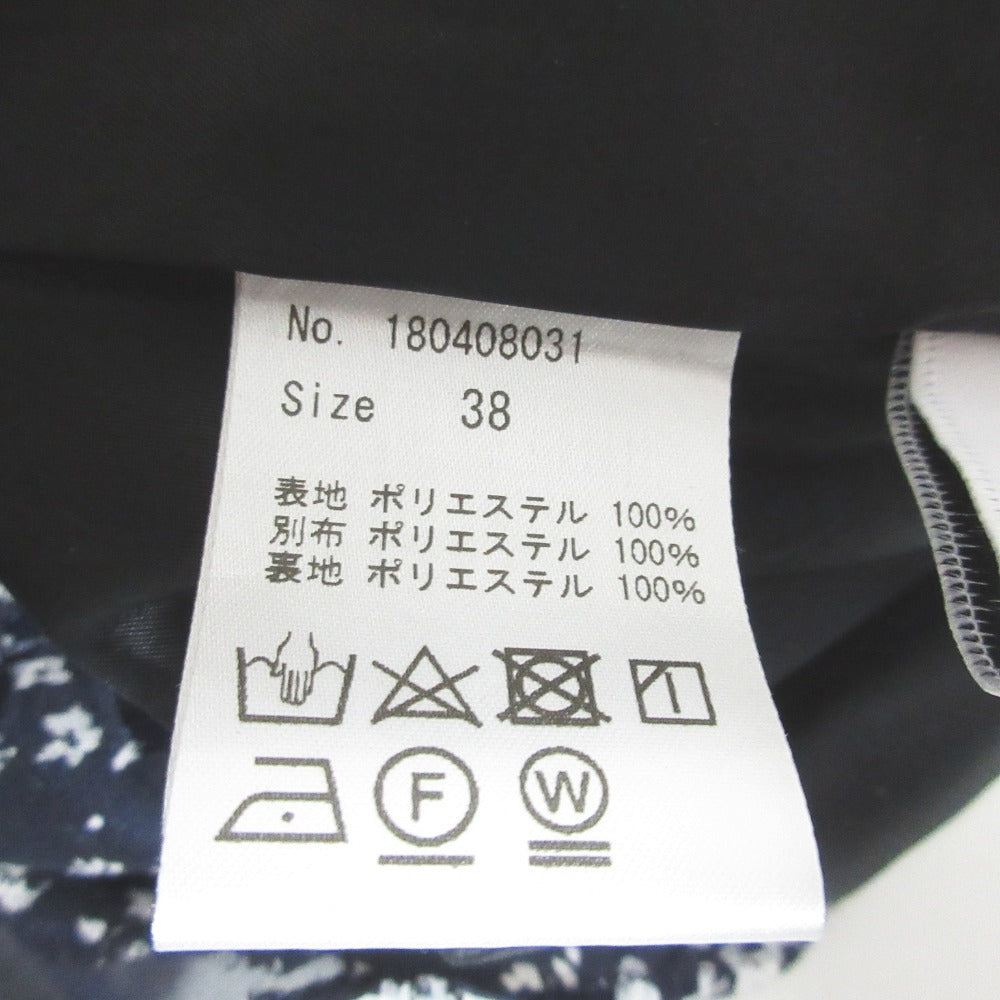 No. 180408031
Size 38
表地 ポリエステル 100%
別布 ポリエステル 100%
裏地 ポリエステル 100%
F W